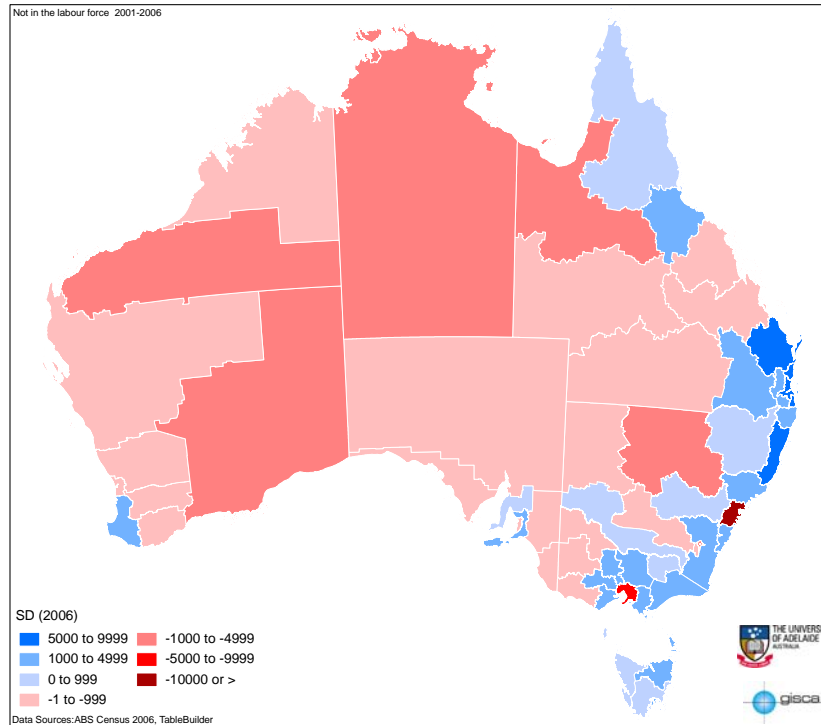 Not in the labour force 2001-2006
SD (2006)
5000 to 9999
1000 to 4999
0 to 999
-1 to -999
-1000 to -4999
-5000 to -9999
-10000 or >
THE UNIVERS
OF ADELAIDE
AUSTRALIA
gisca
Data Sources:ABS Census 2006, TableBuilder